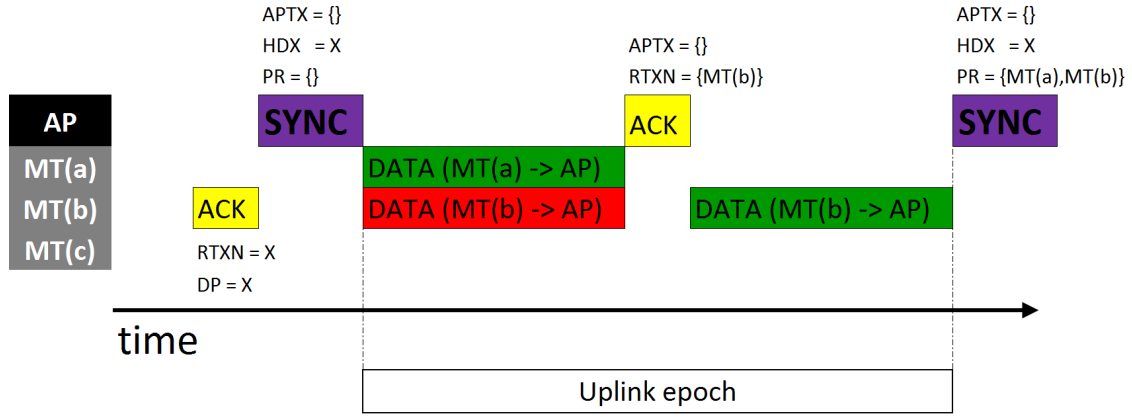 APTX = {}
HDX = X
PR = {}
APTX = {}
RTXN = {MT(b)}
APTX = {}
HDX = X
PR = {MT(a),MT(b)}
AP
SYNC
ACK
SYNC
MT(a)
DATA (MT(a) -> AP)
MT(b)
ACK
DATA (MT(b) -> AP)
DATA (MT(b) -> AP)
MT(c)
RTXN = X
DP = X
time
Uplink epoch